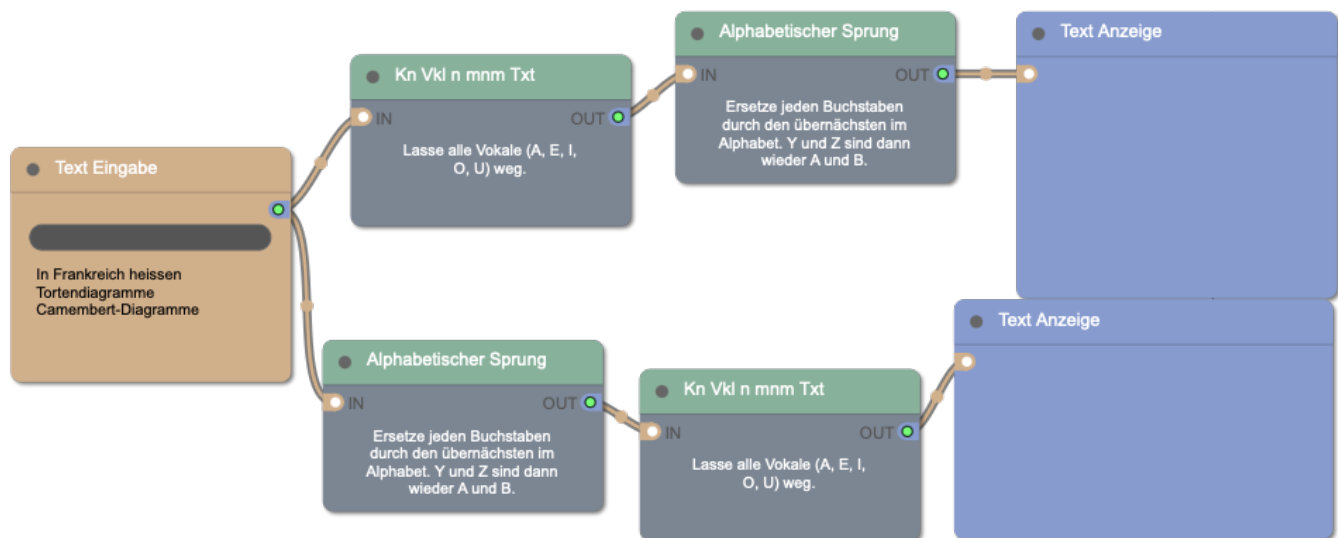 Text Eingabe
In Frankreich heissen
Tortendiagramme
Camembert-Diagramme
Kn Vkl n mnm Txt
IN
OUT
Lasse alle Vokale (A, E, I,
O, U) weg.
Alphabetischer Sprung
IN
OUT
Ersetze jeden Buchstaben
durch den übernächsten im
Alphabet. Y und Z sind dann
wieder A und B.
Text Anzeige
Alphabetischer Sprung
IN
OUT
Ersetze jeden Buchstaben
durch den übernächsten im
Alphabet. Y und Z sind dann
wieder A und B.
Kn Vkl n mnm Txt
IN
OUT
Lasse alle Vokale (A, E, I,
O, U) weg.
Text Anzeige